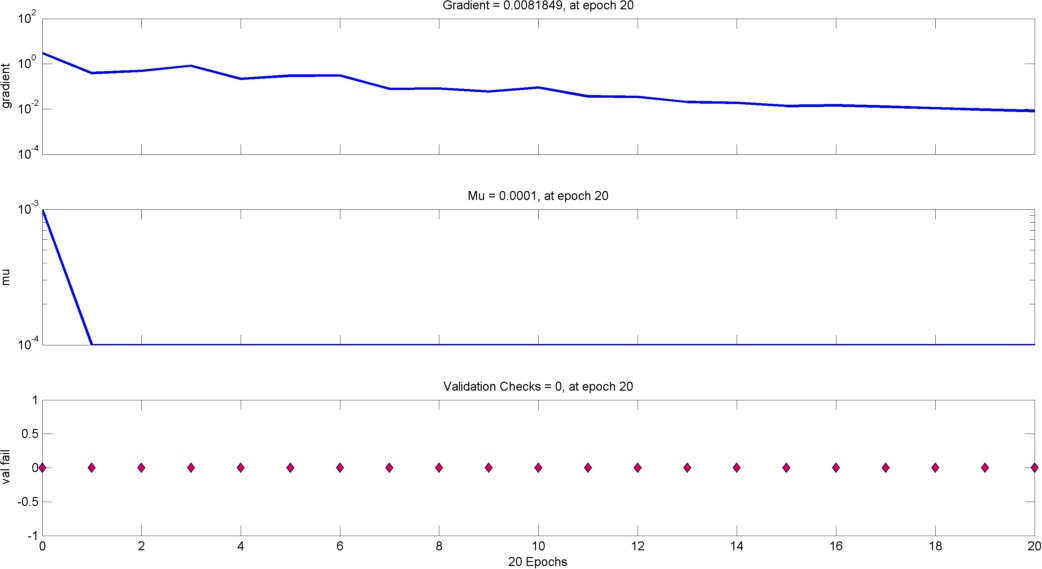 Gradient = 0.0081849, at epoch 20
10^2
10^0
10^-2
10^-4
gradient
Mu = 0.0001, at epoch 20
10^-3
10^-4
mu
Validation Checks = 0, at epoch 20
1
0.5
0
-0.5
-1
val fail
0 2 4 6 8 10 12 14 16 18 20
20 Epochs